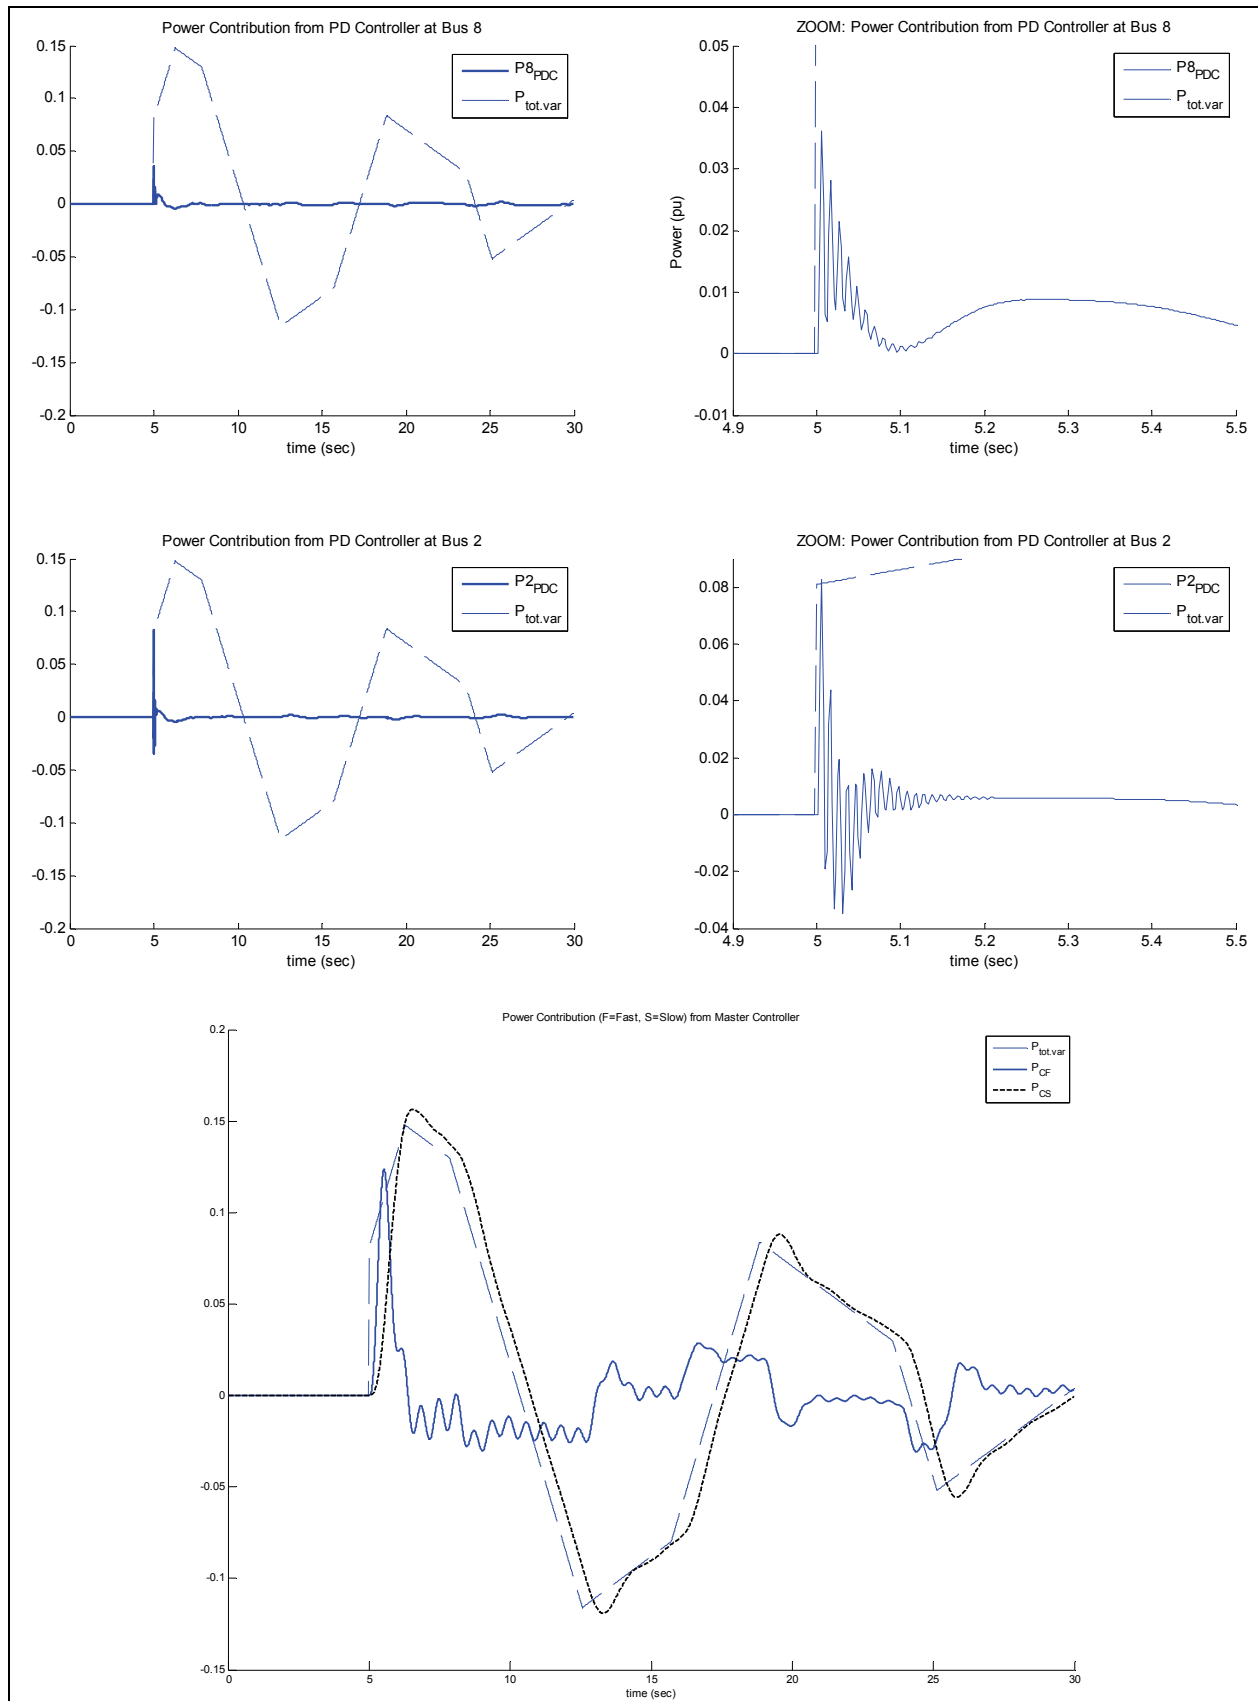 Power Contribution from PD Controller at Bus 8
0.15
0.1
0.05
0
-0.05
-0.1
-0.15
-0.2
0 5 10 15 20 25 30
time (sec)
P8PDC
Ptot.var
ZOOM: Power Contribution from PD Controller at Bus 8
0.05
0.04
0.03
0.02
0.01
0
-0.01
Power (pu)
4.9 5 5.1 5.2 5.3 5.4 5.5
time (sec)
P8PDC
Ptot.var
Power Contribution from PD Controller at Bus 2
0.15
0.1
0.05
0
-0.05
-0.1
-0.15
-0.2
0 5 10 15 20 25 30
time (sec)
P2PDC
Ptot.var
ZOOM: Power Contribution from PD Controller at Bus 2
0.08
0.06
0.04
0.02
0
-0.02
-0.04
4.9 5 5.1 5.2 5.3 5.4 5.5
time (sec)
P2PDC
Ptot.var
Power Contribution (F=Fast, S=Slow) from Master Controller
0.2
0.15
0.1
0.05
0
-0.05
-0.1
-0.15
0 5 10 15 20 25 30
time (sec)
Ptot.var
PCF
PCS